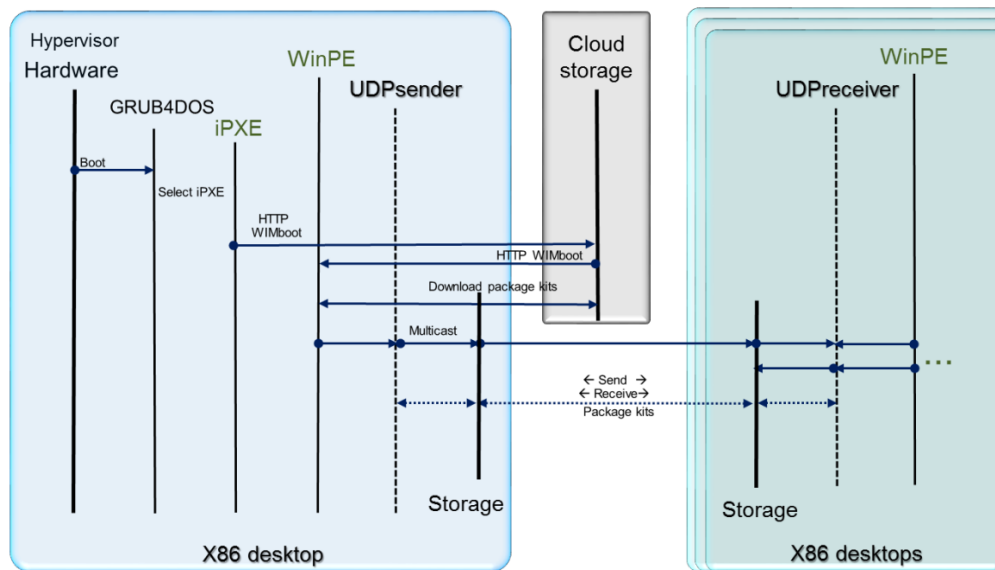 Hypervisor
Hardware
GRUB4DOS
iPXE
WinPE
UDPsender
Cloud
storage
UDPreceiver
WinPE
Boot
Select iPXE
HTTP
WIMboot
HTTP WIMboot
Download package kits
Multicast
...
← Send →
← Receive→
Package kits
Storage
Storage
X86 desktop
X86 desktops